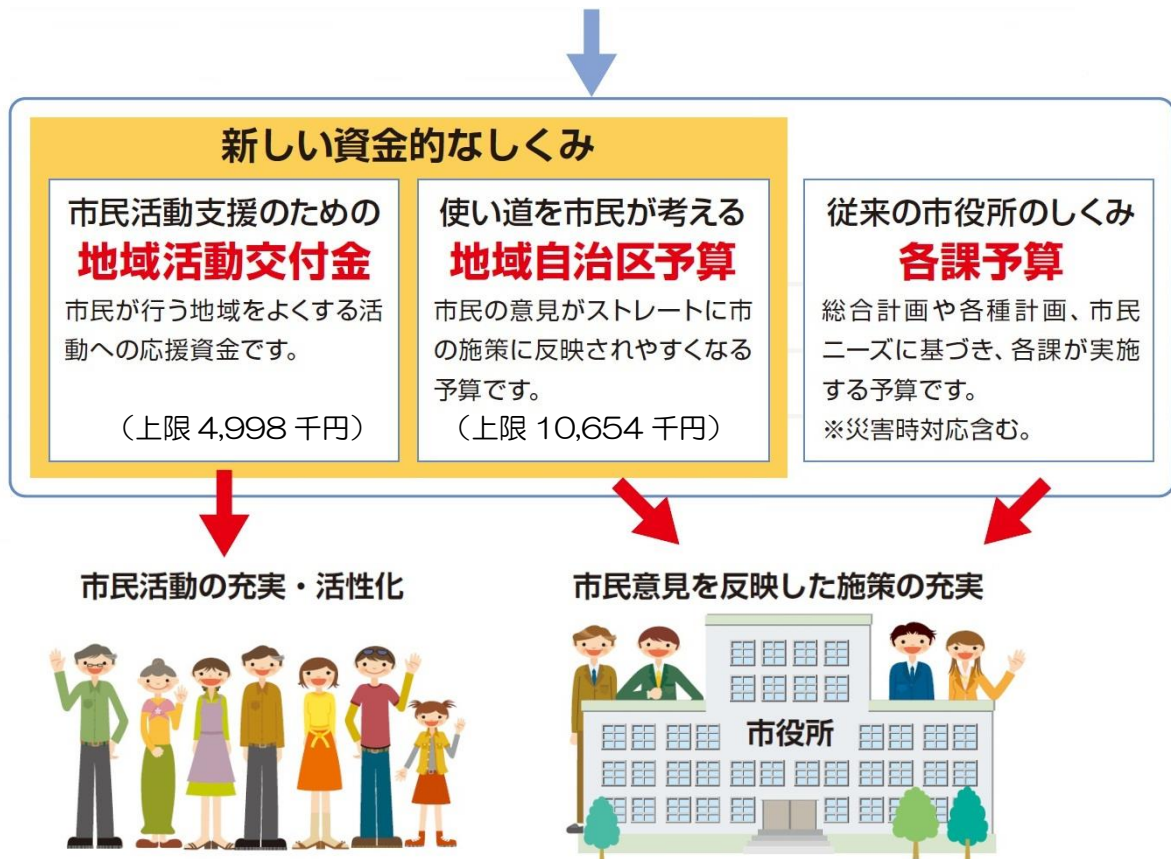 新しい資金的なしくみ
市民活動支援のための
地域活動交付金
市民が行う地域をよくする活
動への応援資金です。
（上限 4,998 千円）
使い道を市民が考える
地域自治区予算
市民の意見がストレートに市
の施策に反映されやすくなる
予算です。
（上限 10,654 千円）
従来の市役所のしくみ
各課予算
総合計画や各種計画、市民
ニーズに基づき、各課が実施
する予算です。
※災害時対応含む。
市民活動の充実・活性化
市民意見を反映した施策の充実
市役所